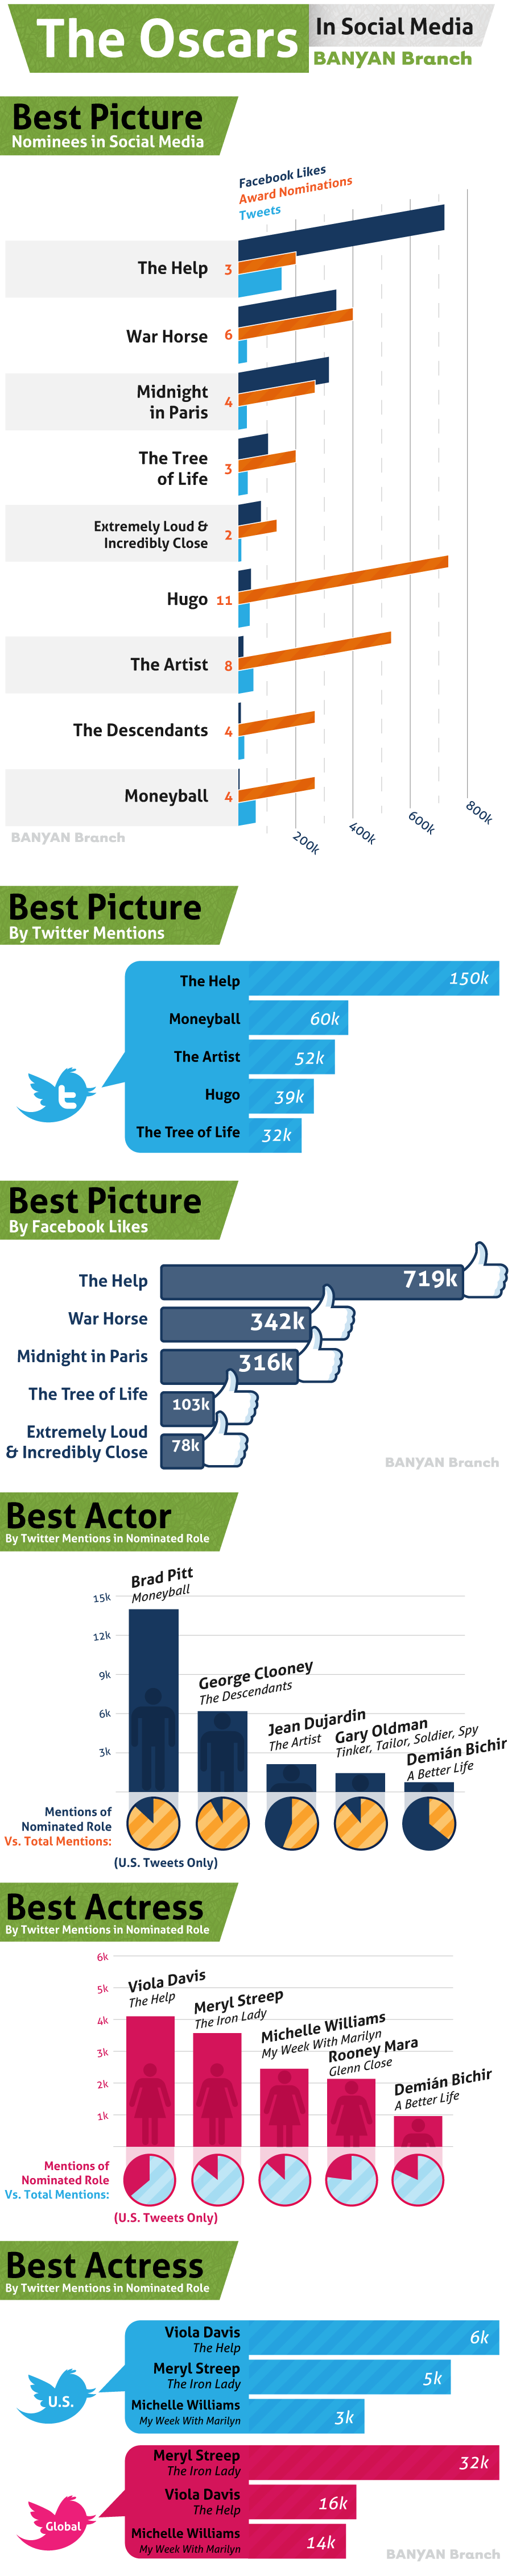 The Oscars
In Social Media
BANYAN Branch
Best Picture
Nominees in Social Media
Facebook Likes
Award Nominations
Tweets
The Help 3
War Horse 6
Midnight
in Paris 4
The Tree
of Life 3
Extremely Loud &
Incredibly Close 2
Hugo 11
The Artist 8
The Descendants 4
Moneyball 4
200k 400k 600k 800k
BANYAN Branch
Best Picture
By Twitter Mentions
The Help 150k
Moneyball 60k
The Artist 52k
Hugo 39k
The Tree of Life 32k
t
Best Picture
By Facebook Likes
The Help 719k
War Horse 342k
Midnight in Paris 316k
The Tree of Life 103k
Extremely Loud
& Incredibly Close 78k
BANYAN Branch
Best Actor
By Twitter Mentions in Nominated Role
15k
12k
9k
6k
3k
Brad Pitt
Moneyball
George Clooney
The Descendants
Jean Dujardin
The Artist
Gary Oldman
Tinker, Tailor, Soldier, Spy
Demián Bichir
A Better Life
Mentions of
Nominated Role
Vs. Total Mentions:
(U.S. Tweets Only)
Best Actress
By Twitter Mentions in Nominated Role
6k
5k
4k
3k
2k
1k
Viola Davis
The Help
Meryl Streep
The Iron Lady
Michelle Williams
My Week With Marilyn
Rooney Mara
Glenn Close
Demián Bichir
A Better Life
Mentions of
Nominated Role
Vs. Total Mentions:
(U.S. Tweets Only)
Best Actress
By Twitter Mentions in Nominated Role
U.S.
Viola Davis
The Help
6k
Meryl Streep
The Iron Lady
5k
Michelle Williams
My Week With Marilyn
3k
Global
Meryl Streep
The Iron Lady
32k
Viola Davis
The Help
16k
Michelle Williams
My Week With Marilyn
14k
BANYAN Branch